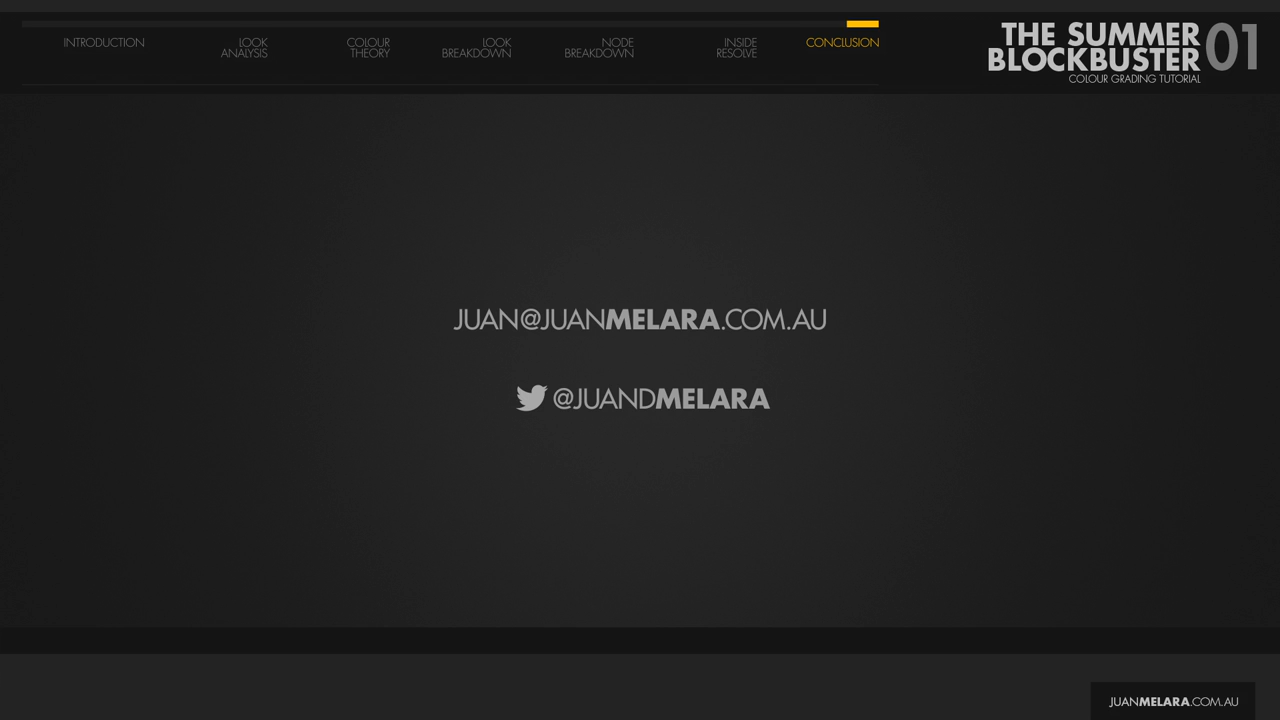 INTRODUCTION
LOOK
ANALYSIS
COLOUR
THEORY
LOOK
BREAKDOWN
NODE
BREAKDOWN
INSIDE
RESOLVE
CONCLUSION
THE SUMMER
BLOCKBUSTER 01
COLOUR GRADING TUTORIAL
JUAN@JUANMELARA.COM.AU
@JUANDMELARA
JUANMELARA.COM.AU